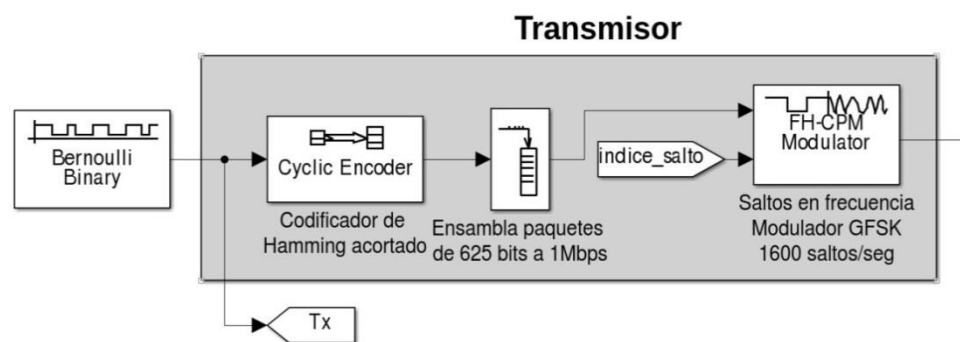 Transmisor
Bernoulli
Binary
Cyclic Encoder
Codificador de
Hamming acortado
Ensambla paquetes
de 625 bits a 1Mbps
indice_salto
FH-CPM
Modulator
Saltos en frecuencia
Modulador GFSK
1600 saltos/seg
Tx